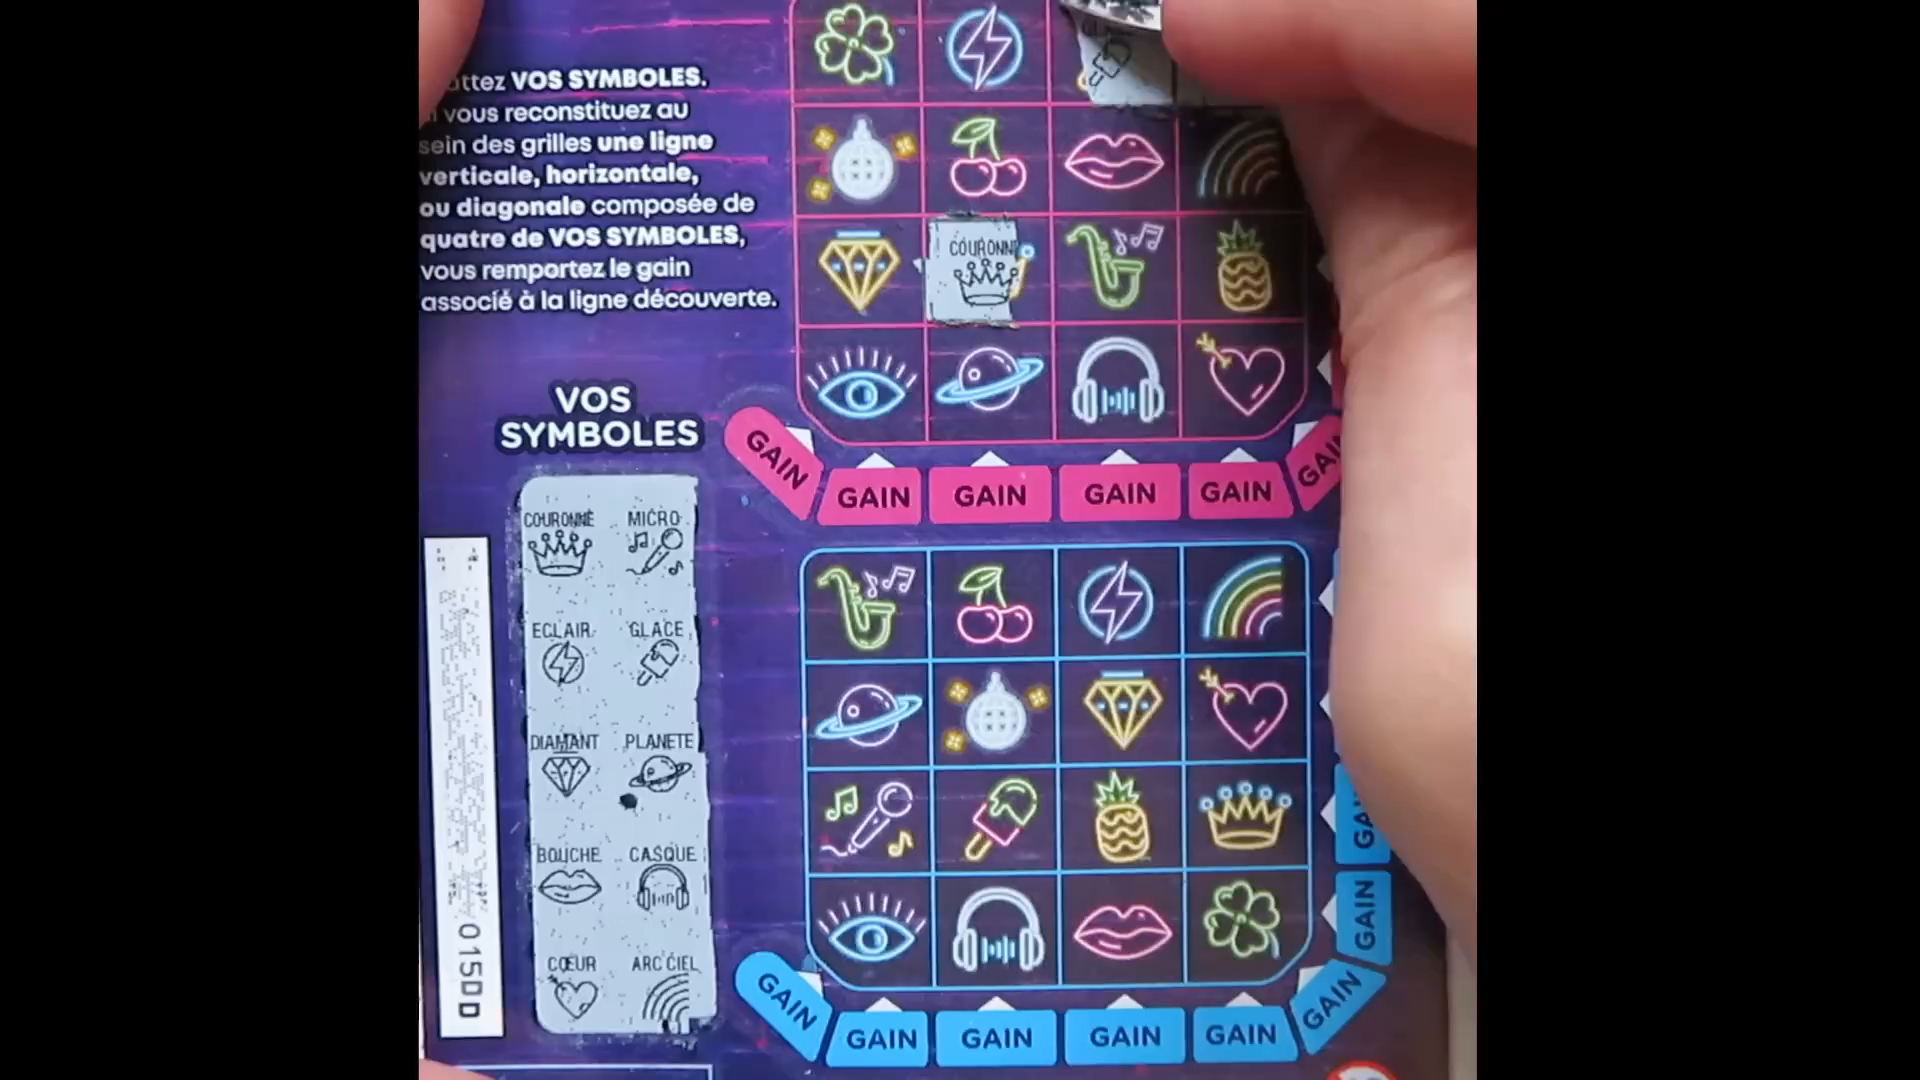 VOS SYMBOLES.
vous reconstituez au
sein des grilles une ligne
verticale, horizontale,
ou diagonale composée de
quatre de VOS SYMBOLES,
vous remportez le gain
associé à la ligne découverte.
VOS
SYMBOLES
COURONNE MICRO
ECLAIR GLACE
DIAMANT PLANETE
BOUCHE CASQUE
CŒUR ARC CIEL
015DD
COURONN
GAIN
GAIN
GAIN
GAIN
GAIN
GAIN
GAIN
GAIN
GAIN
GAIN
GAIN
GAIN
GAIN